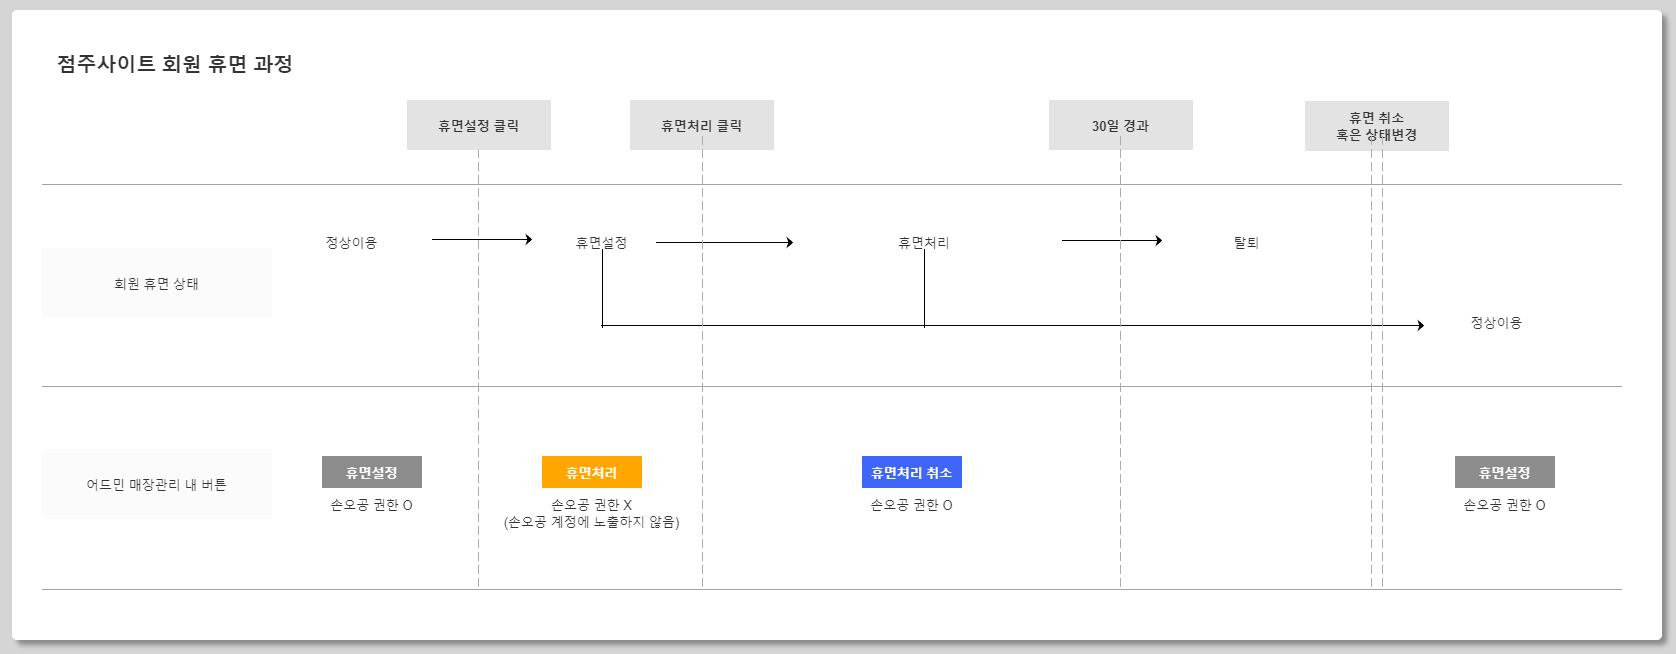 점주사이트 회원 휴면 과정
휴면설정 클릭
휴면처리 클릭
30일 경과
휴면 취소
혹은 상태변경
정상이용
휴면설정
휴면처리
탈퇴
회원 휴면 상태
정상이용
어드민 매장관리 내 버튼
휴면설정
손오공 권한 O
휴면처리
손오공 권한 X
(손오공 계정에 노출하지 않음)
휴면처리 취소
손오공 권한 O
휴면설정
손오공 권한 O